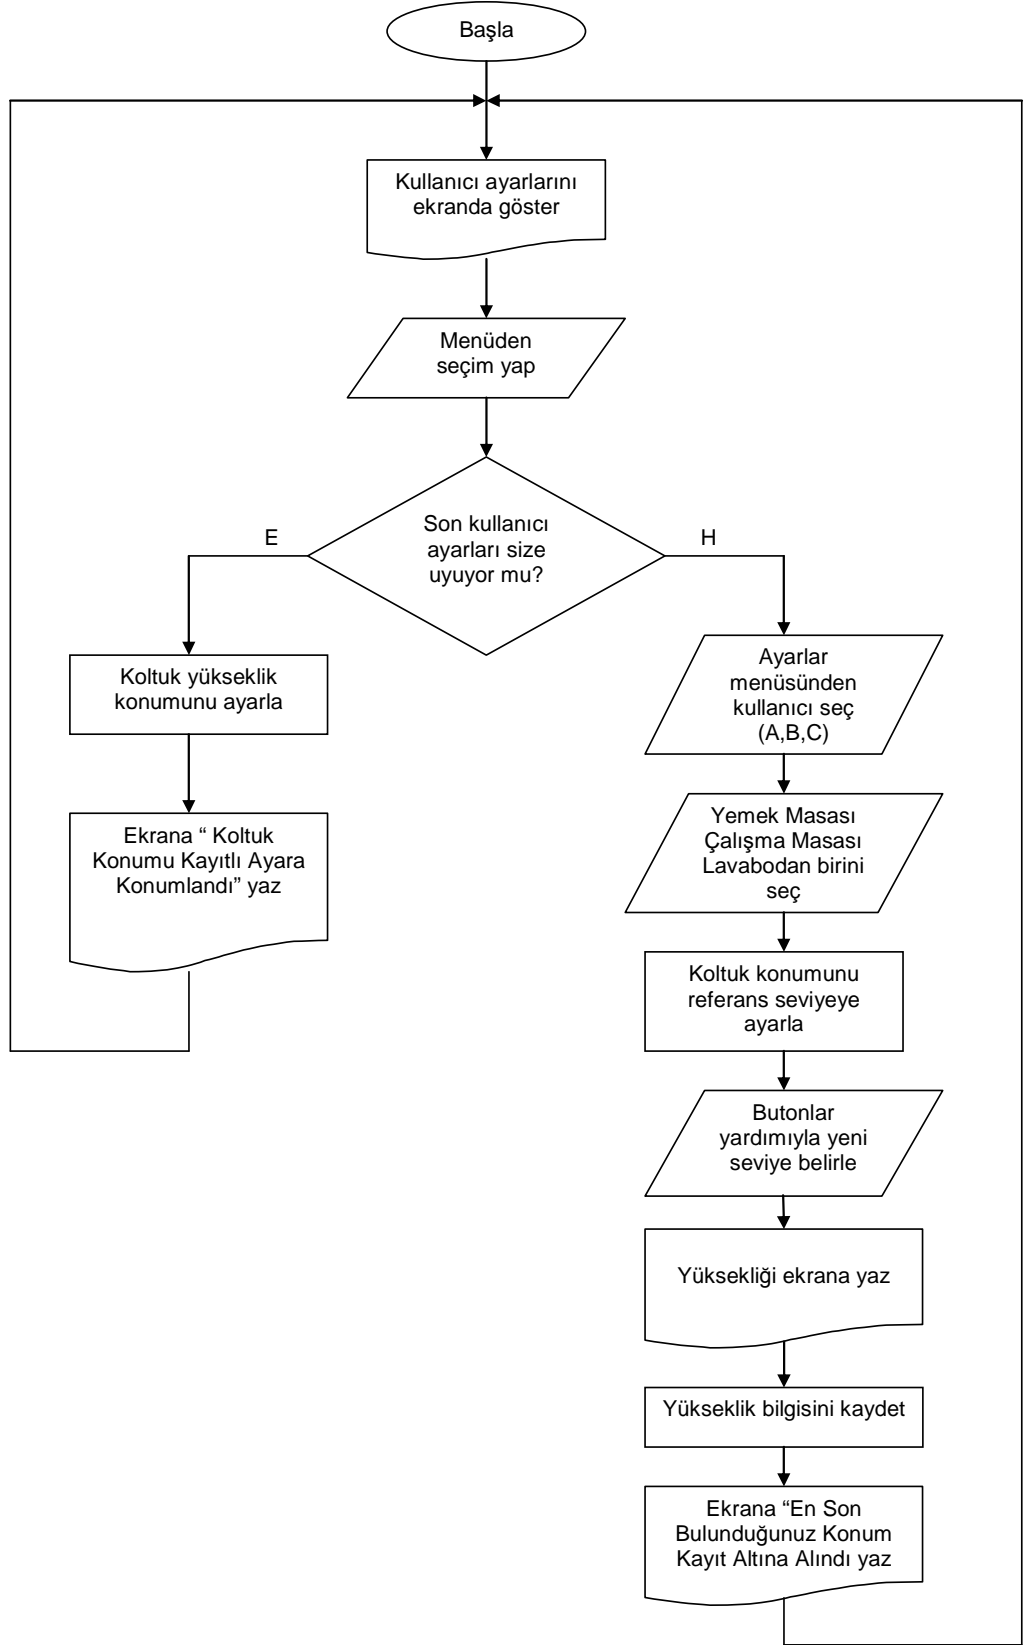 Başla
Kullanıcı ayarlarını
ekranda göster
Menüden
seçim yap
Son kullanıcı
ayarları size
uyuyor mu?
E
H
Koltuk yükseklik
konumunu ayarla
Ekrana “ Koltuk
Konumu Kayıtlı Ayara
Konumlandı” yaz
Ayarlar
menüsünden
kullanıcı seç
(A,B,C)
Yemek Masası
Çalışma Masası
Lavabodan birini
seç
Koltuk konumunu
referans seviyeye
ayarla
Butonlar
yardımıyla yeni
seviye belirle
Yüksekliği ekrana yaz
Yükseklik bilgisini kaydet
Ekrana “En Son
Bulunduğunuz Konum
Kayıt Altına Alındı yaz